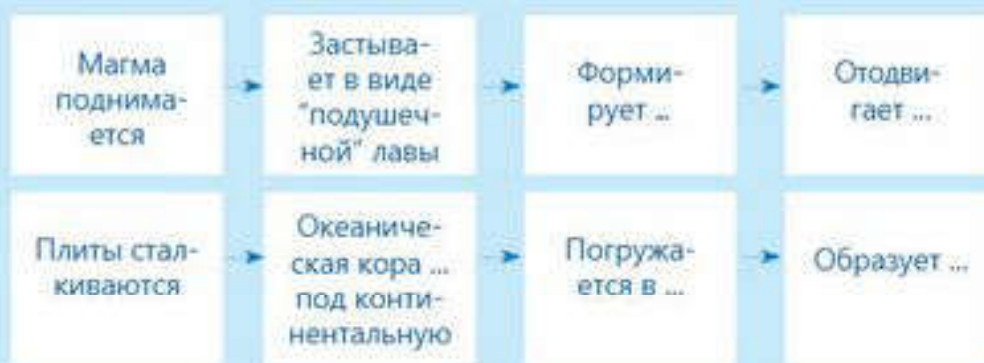 Магма
поднима-
ется
Застыва-
ет в виде
"подушеч-
ной" лавы
Форми-
рует ...
Отодви-
гает ...
Плиты стал-
киваются
Океаниче-
ская кора ...
под конти-
нентальную
Погружа-
ется в ...
Образует ...